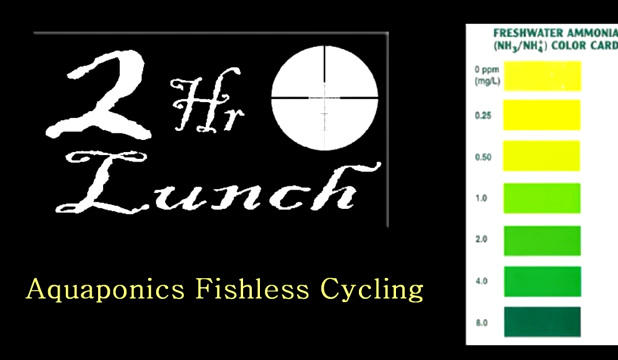 2 Hr
Lunch
Aquaponics Fishless Cycling
FRESHWATER AMMONIA
(NH₃/NH₄⁺) COLOR CARD
0 ppm
(mg/L)
0.25
0.50
1.0
2.0
4.0
8.0